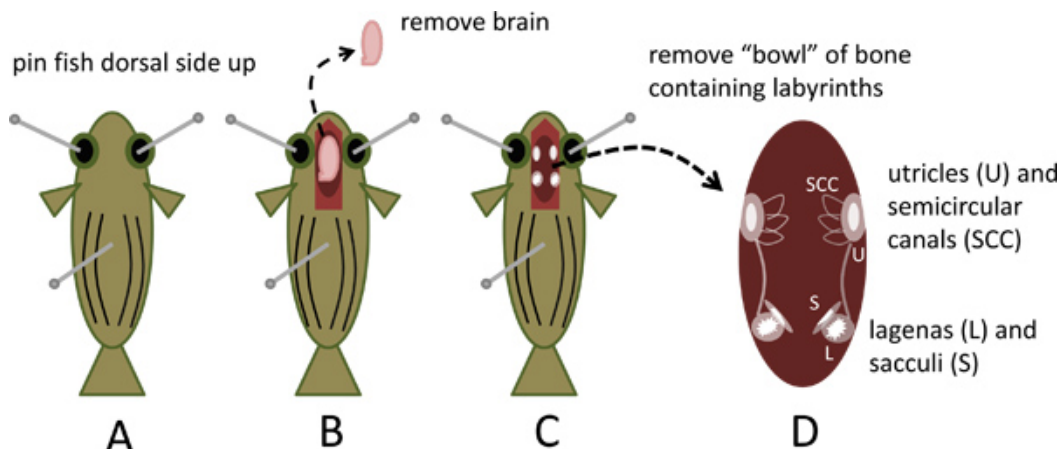 remove brain
pin fish dorsal side up
remove “bowl” of bone
containing labyrinths
SCC
U
S
L
utricles (U) and
semicircular
canals (SCC)
lagenas (L) and
sacculi (S)
A
B
C
D